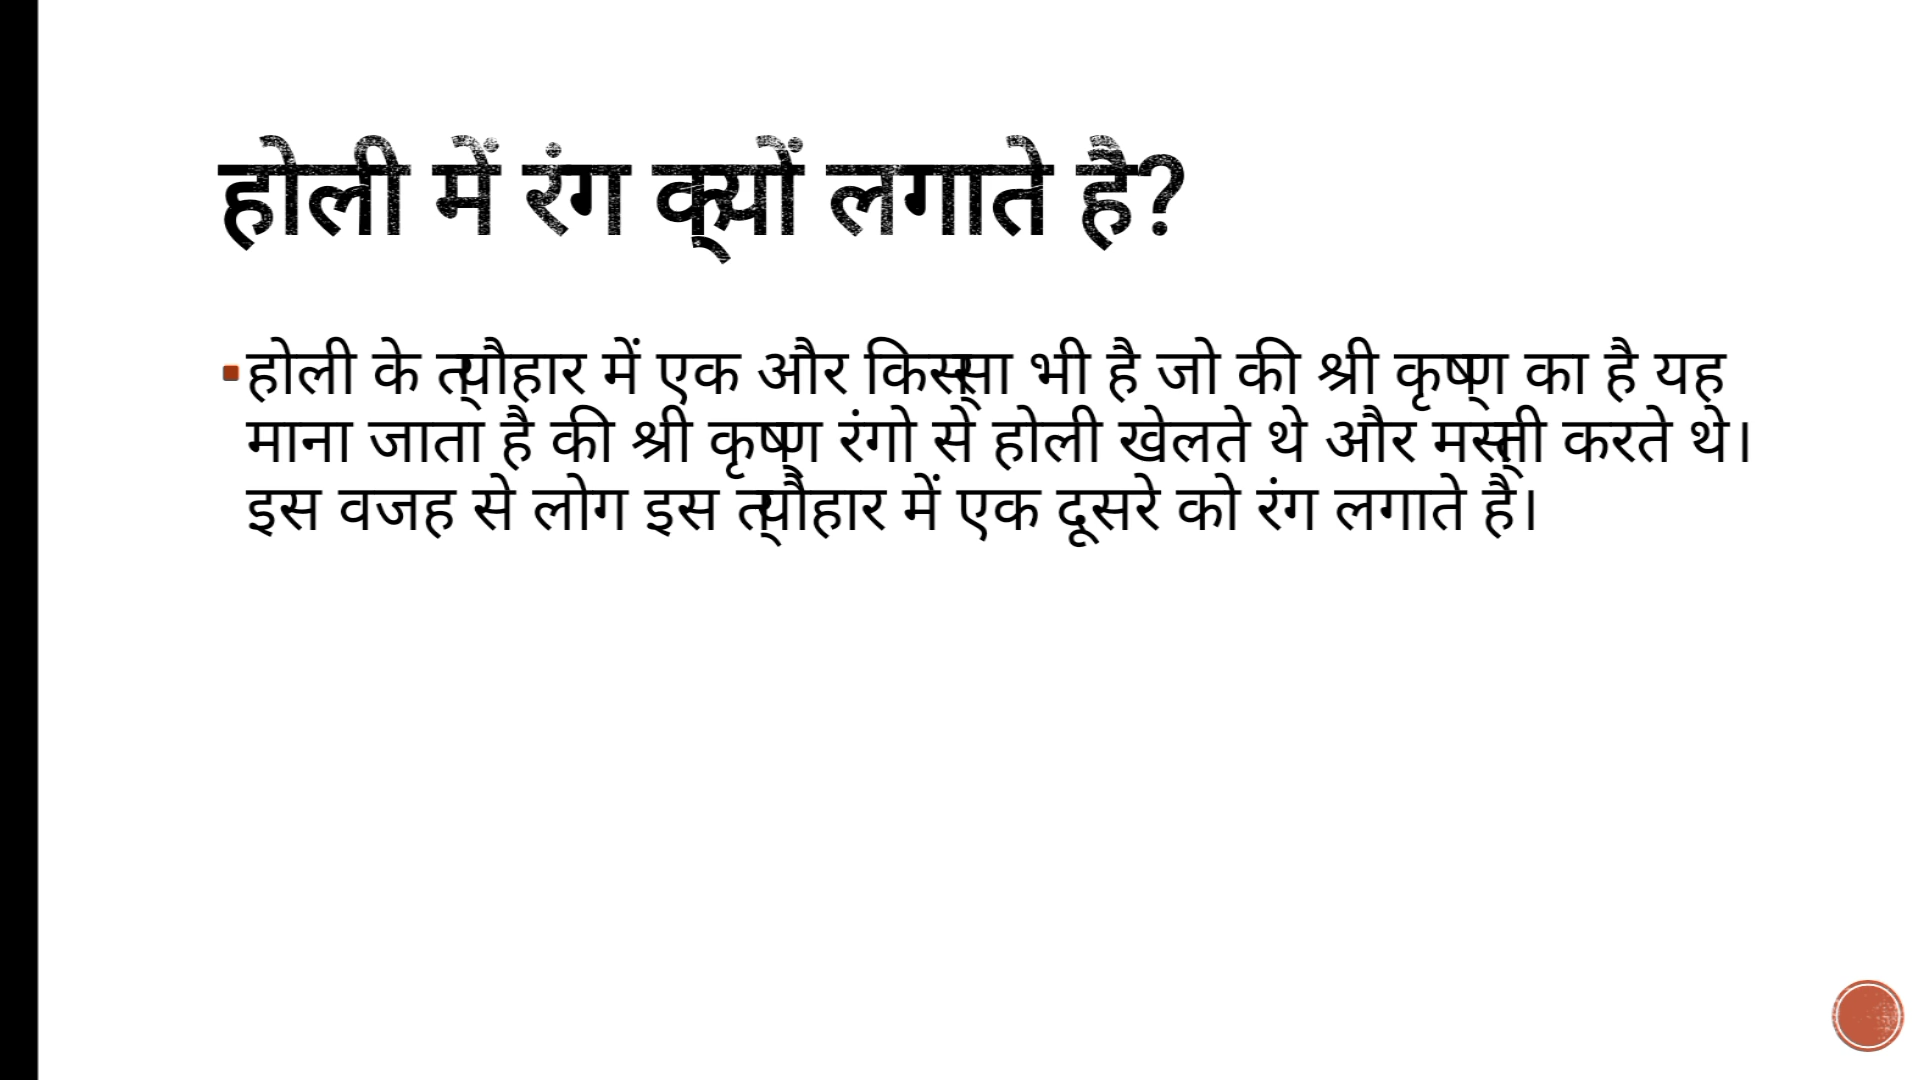 होली में रंग क्यों लगाते है?
होली के त्यौहार में एक और किस्सा भी है जो की श्री कृष्ण का है यह
माना जाता है की श्री कृष्ण रंगो से होली खेलते थे और मस्ती करते थे।
इस वजह से लोग इस त्यौहार में एक दूसरे को रंग लगाते है।